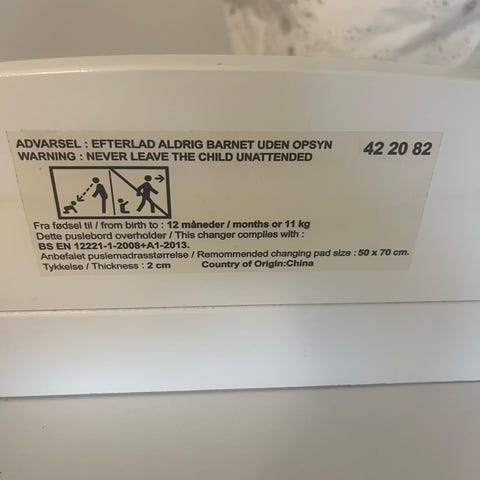 ADVARSEL : EFTERLAD ALDRIG BARNET UDEN OPSYN 42 20 82
WARNING : NEVER LEAVE THE CHILD UNATTENDED
Fra fødsel til / from birth to : 12 måneder / months or 11 kg
Dette puslebord overholder / This changer complies with :
BS EN 12221-1-2008+A1-2013.
Anbefalet puslemadrasstørrelse / Remommended changing pad size : 50 x 70 cm.
Tykkelse / Thickness : 2 cm Country of Origin:China